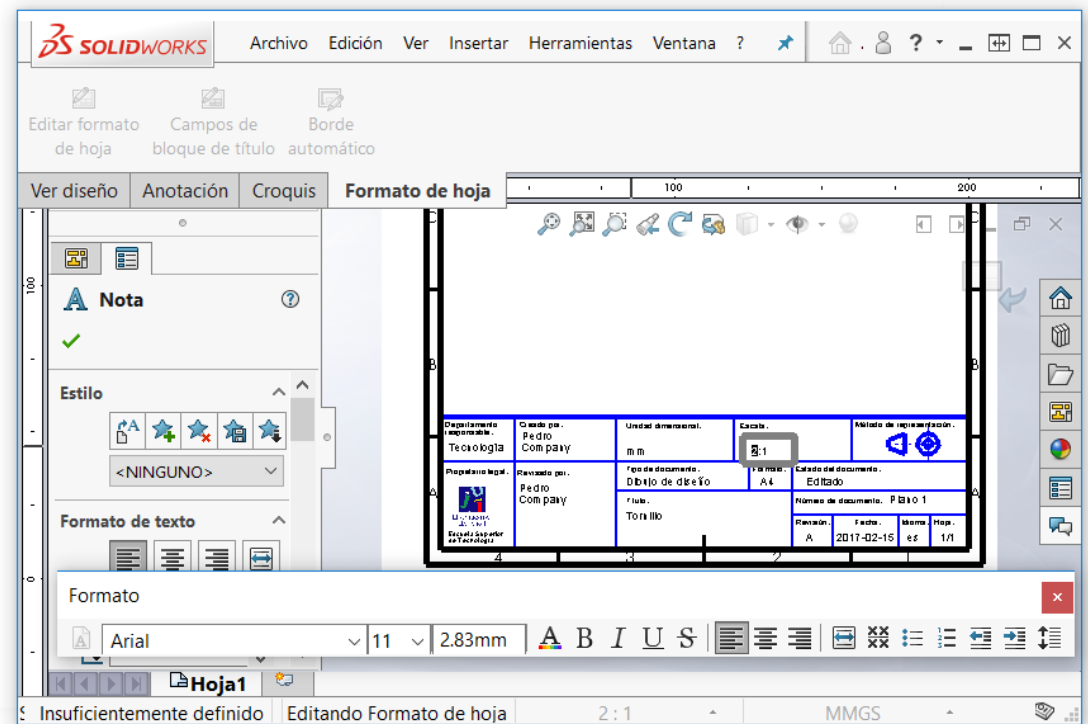 SOLIDWORKS
Archivo Edición Ver Insertar Herramientas Ventana ?
Editar formato de hoja
Campos de bloque de título
Borde automático
Ver diseño Anotación Croquis Formato de hoja
100 200
100
C C
Nota
B B
Estilo
<NINGUNO>
Formato de texto
Departamento responsable.
Tecnología
Creado por.
Pedro Company
Unidad dimensional.
mm
Escala.
2:1
Método de representación.
Propietario legal.
Escuela Superior de Tecnología
Revisado por.
Pedro Company
Tipo de documento.
Dibujo de diseño
Formato.
A4
Estado del documento.
Editado
Título.
Tornillo
Número de documento. Plano 1
Revisión. Fecha. Idioma. Hoja.
A 2017-02-15 es 1/1
A A
4 3 2
0
Formato
Arial 11 2.83mm A B I U S
Hoja1
Insuficientemente definido Editando Formato de hoja 2 : 1 MMGS